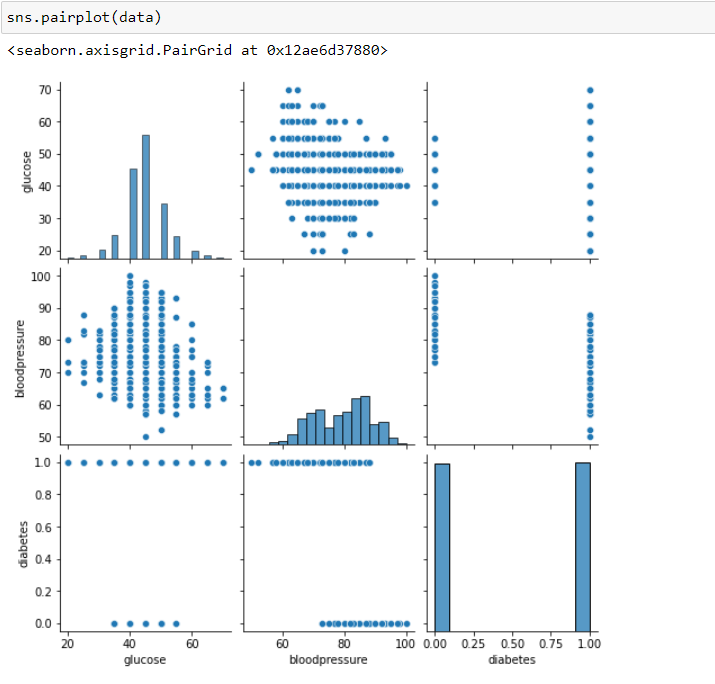 sns.pairplot(data)
<seaborn.axisgrid.PairGrid at 0x12ae6d37880>
70
60
50
40
30
20
glucose
100
90
80
70
60
50
bloodpressure
1.0
0.8
0.6
0.4
0.2
0.0
diabetes
20 40 60
glucose
60 80 100
bloodpressure
0.00 0.25 0.50 0.75 1.00
diabetes